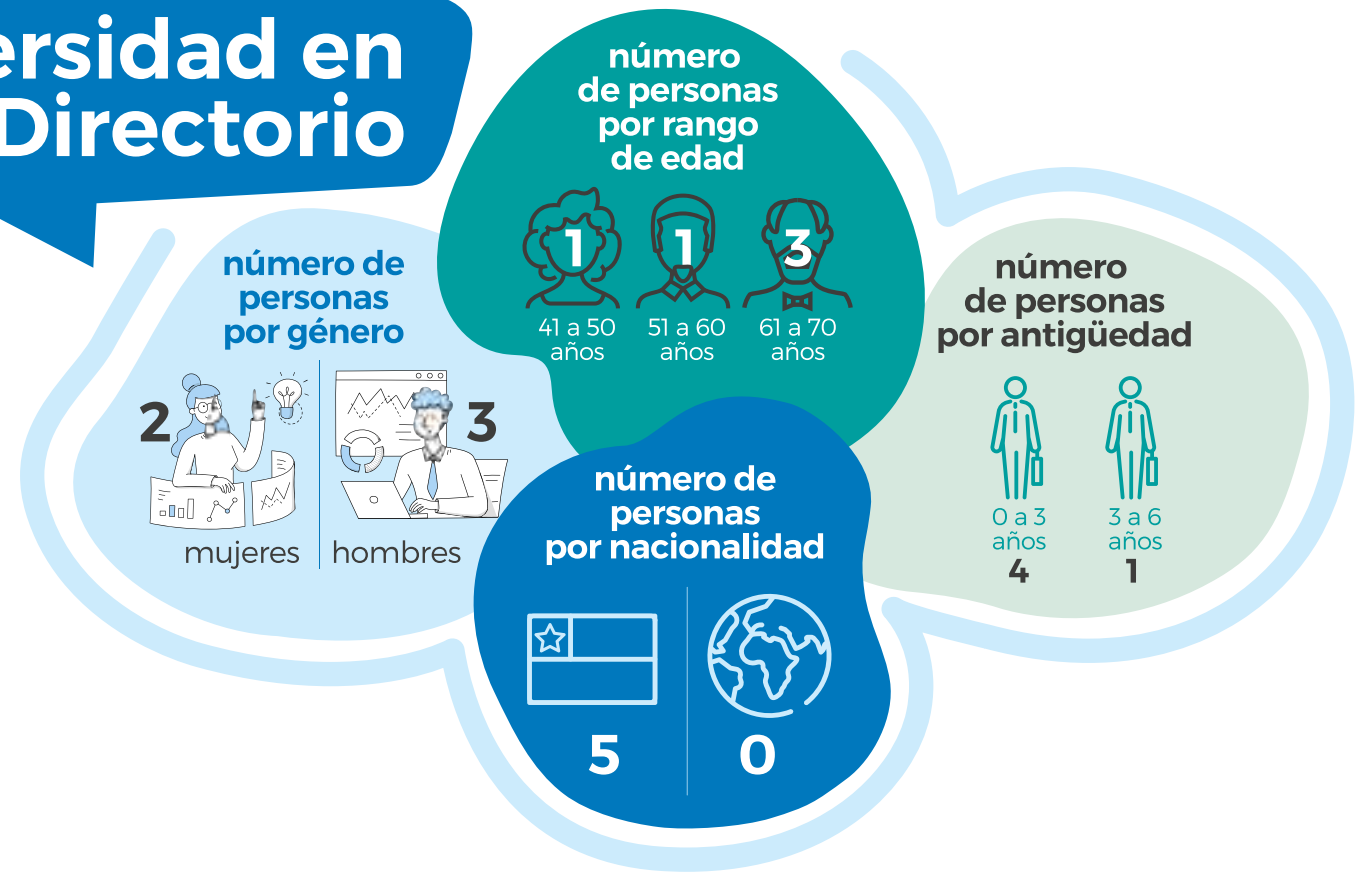 ersidad en
Directorio
número
de personas
por rango
de edad
1 1 3
41 a 50 51 a 60 61 a 70
años años años
número de
personas
por género
2 3
mujeres hombres
número
de personas
por antigüedad
0 a 3 3 a 6
años años
4 1
número de
personas
por nacionalidad
5 0